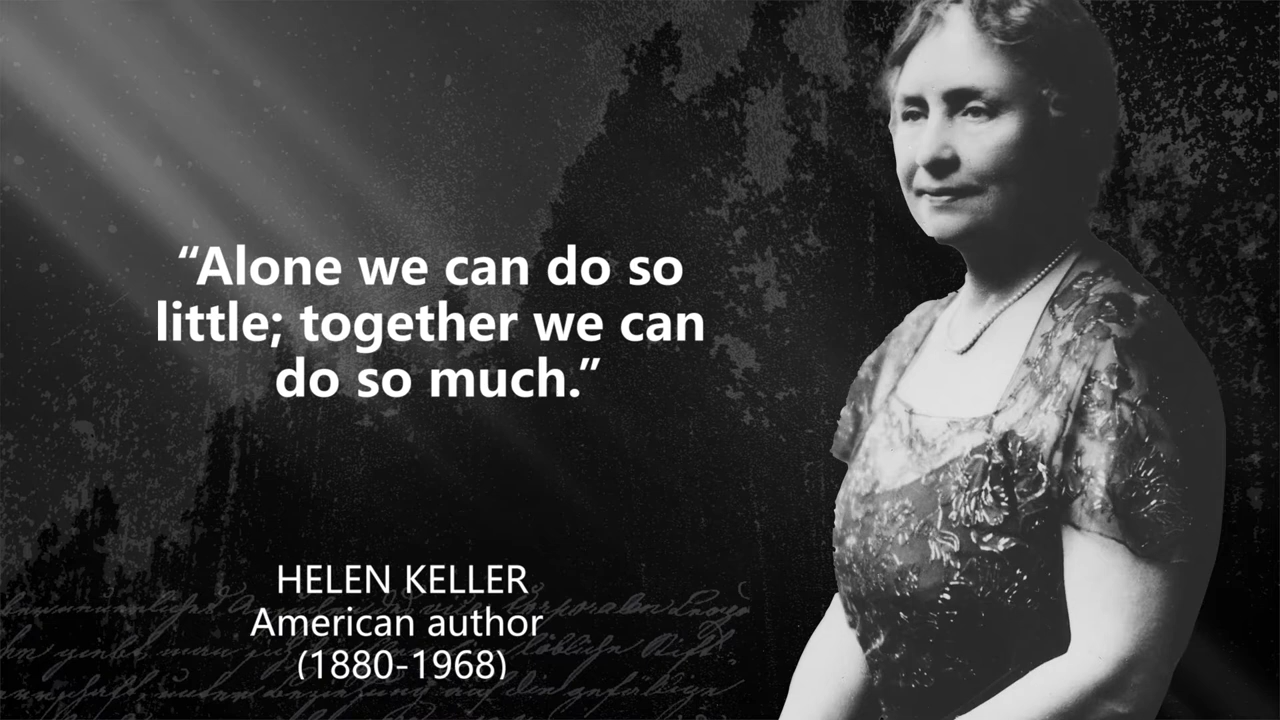 “Alone we can do so
little; together we can
do so much.”
HELEN KELLER
American author
(1880-1968)